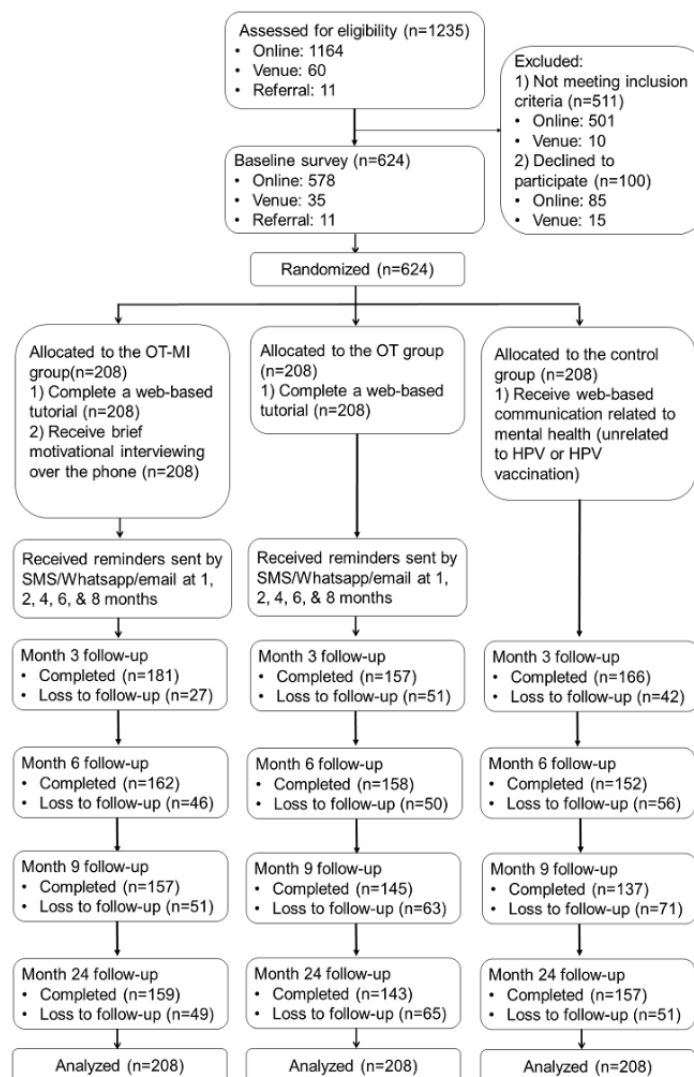 Assessed for eligibility (n=1235)
• Online: 1164
• Venue: 60
• Referral: 11
Excluded:
1) Not meeting inclusion
criteria (n=511)
• Online: 501
• Venue: 10
2) Declined to
participate (n=100)
• Online: 85
• Venue: 15
Baseline survey (n=624)
• Online: 578
• Venue: 35
• Referral: 11
Randomized (n=624)
Allocated to the OT-MI
group(n=208)
1) Complete a web-based
tutorial (n=208)
2) Receive brief
motivational interviewing
over the phone (n=208)
Allocated to the OT group
(n=208)
1) Complete a web-based
tutorial (n=208)
Allocated to the control
group (n=208)
1) Receive web-based
communication related to
mental health (unrelated
to HPV or HPV
vaccination)
Received reminders sent by
SMS/Whatsapp/email at 1,
2, 4, 6, & 8 months
Received reminders sent by
SMS/Whatsapp/email at 1,
2, 4, 6, & 8 months
Month 3 follow-up
• Completed (n=181)
• Loss to follow-up (n=27)
Month 3 follow-up
• Completed (n=157)
• Loss to follow-up (n=51)
Month 3 follow-up
• Completed (n=166)
• Loss to follow-up (n=42)
Month 6 follow-up
• Completed (n=162)
• Loss to follow-up (n=46)
Month 6 follow-up
• Completed (n=158)
• Loss to follow-up (n=50)
Month 6 follow-up
• Completed (n=152)
• Loss to follow-up (n=56)
Month 9 follow-up
• Completed (n=157)
• Loss to follow-up (n=51)
Month 9 follow-up
• Completed (n=145)
• Loss to follow-up (n=63)
Month 9 follow-up
• Completed (n=137)
• Loss to follow-up (n=71)
Month 24 follow-up
• Completed (n=159)
• Loss to follow-up (n=49)
Month 24 follow-up
• Completed (n=143)
• Loss to follow-up (n=65)
Month 24 follow-up
• Completed (n=157)
• Loss to follow-up (n=51)
Analyzed (n=208)
Analyzed (n=208)
Analyzed (n=208)